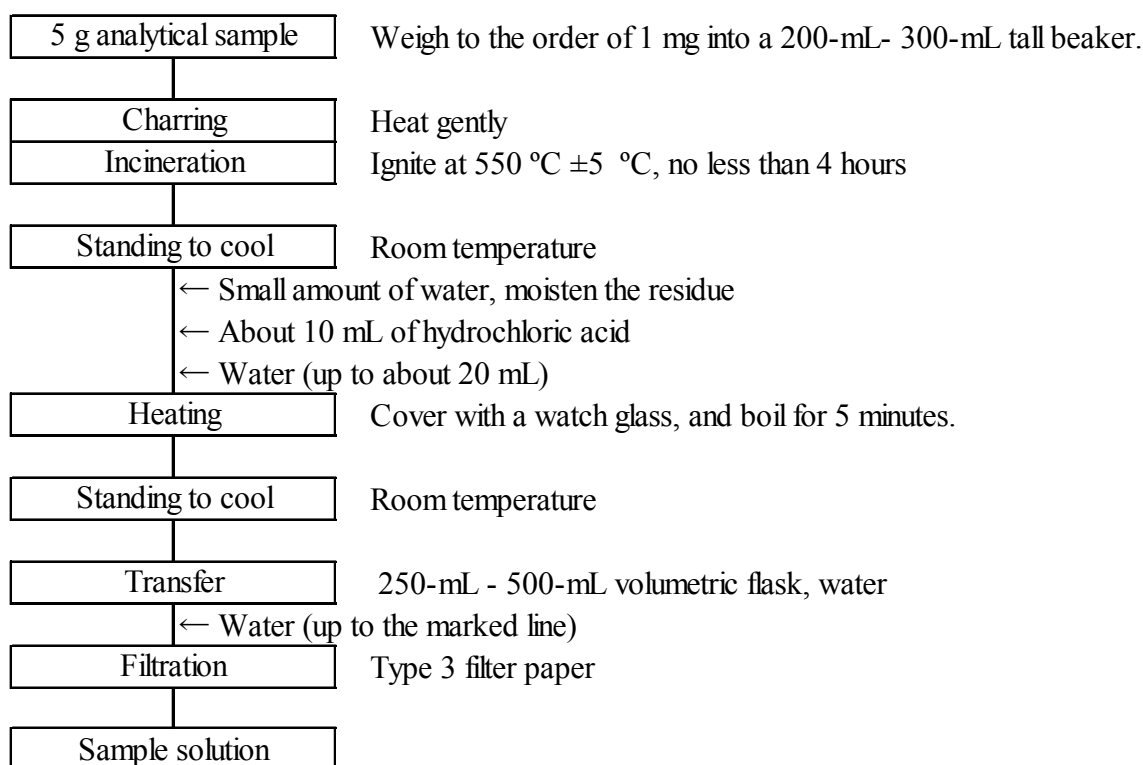 5 g analytical sample Weigh to the order of 1 mg into a 200-mL- 300-mL tall beaker.
Charring Heat gently
Incineration Ignite at 550 ºC ±5 ºC, no less than 4 hours
Standing to cool Room temperature
← Small amount of water, moisten the residue
← About 10 mL of hydrochloric acid
← Water (up to about 20 mL)
Heating Cover with a watch glass, and boil for 5 minutes.
Standing to cool Room temperature
Transfer 250-mL - 500-mL volumetric flask, water
← Water (up to the marked line)
Filtration Type 3 filter paper
Sample solution